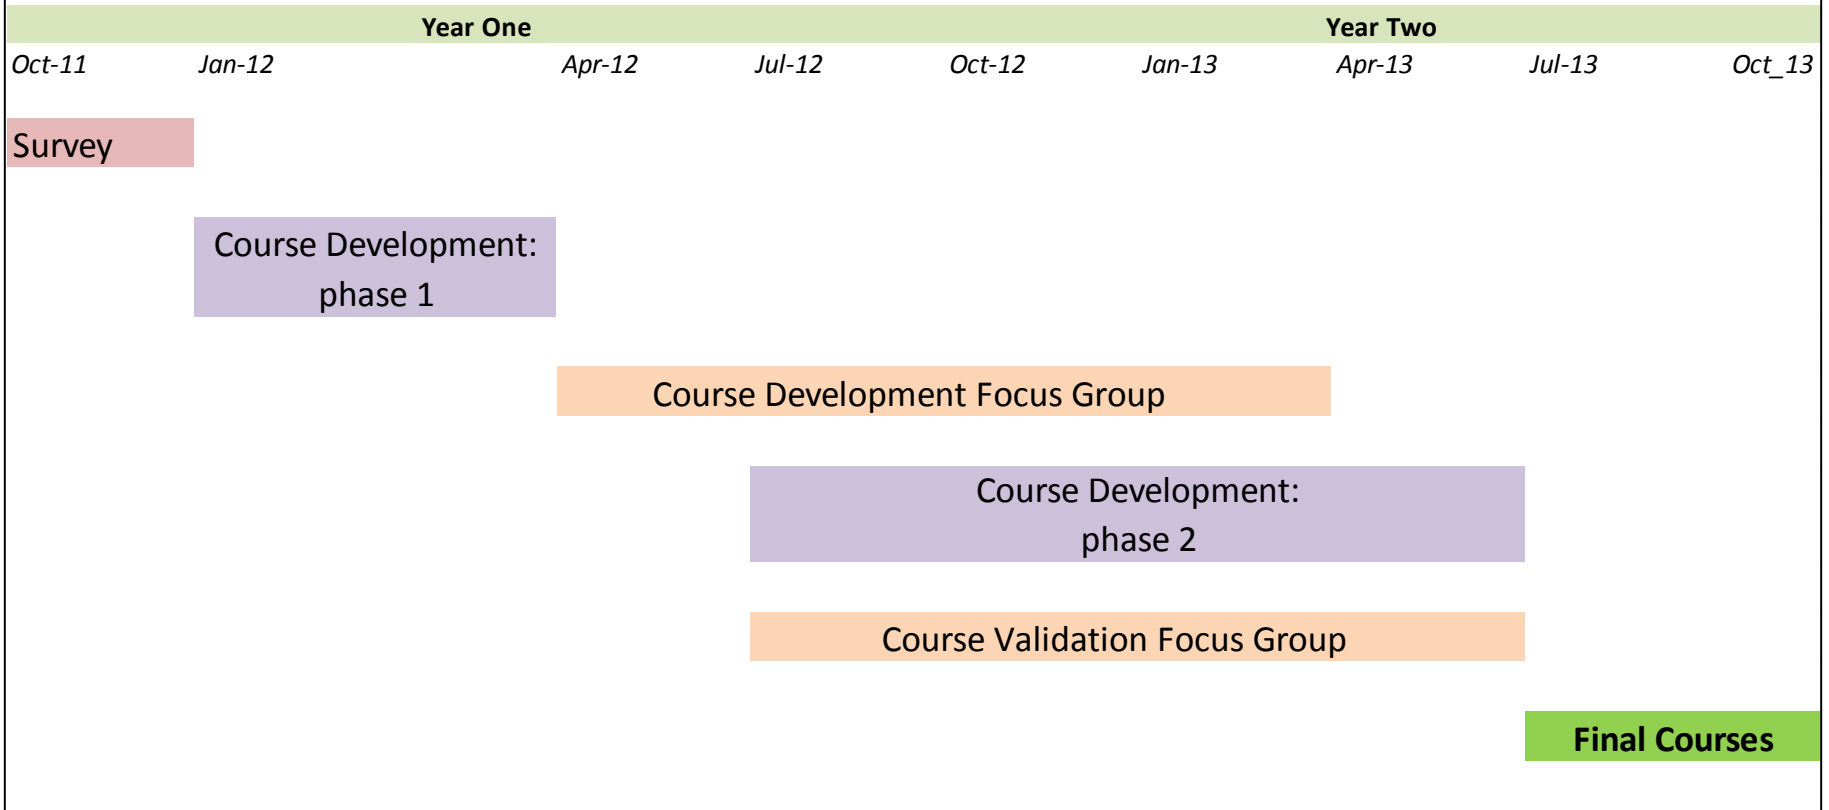 Year One Year Two
Oct-11 Jan-12 Apr-12 Jul-12 Oct-12 Jan-13 Apr-13 Jul-13 Oct_13
Survey
Course Development:
phase 1
Course Development Focus Group
Course Development:
phase 2
Course Validation Focus Group
Final Courses